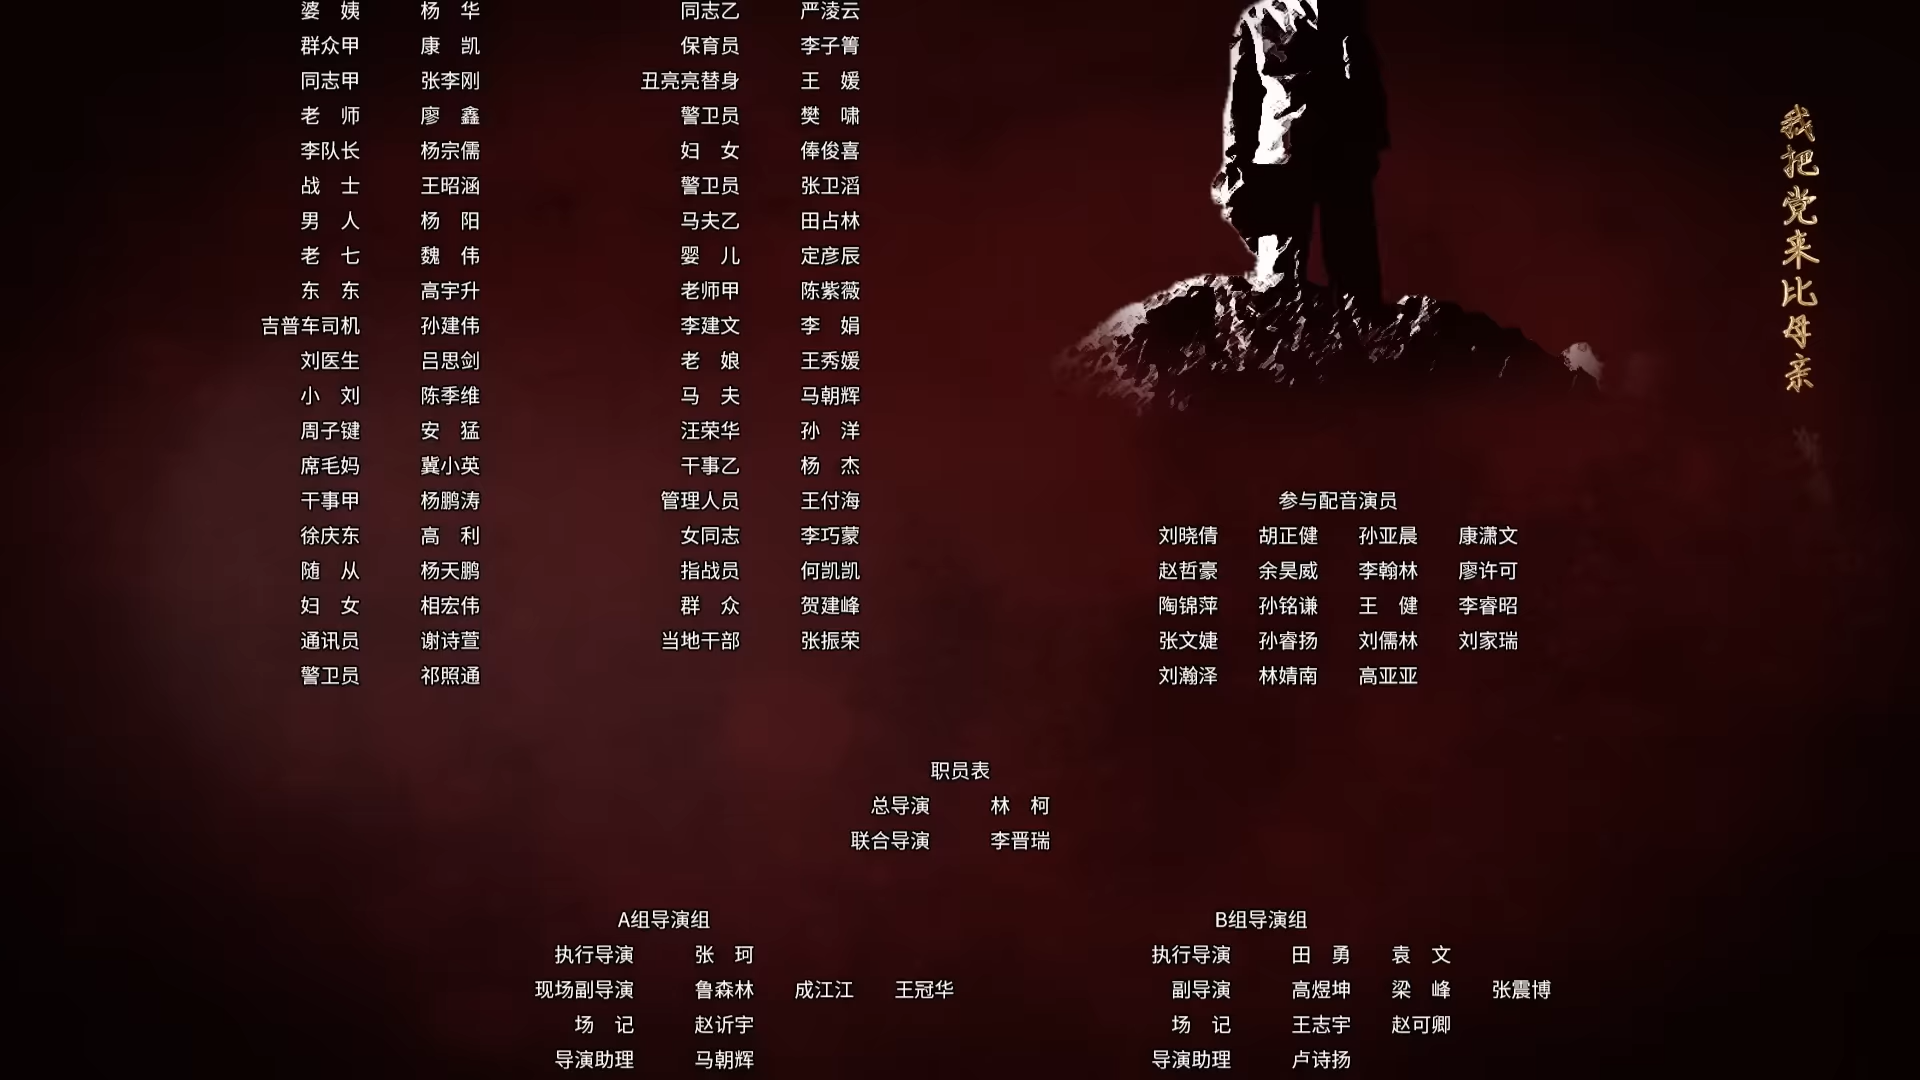 婆　姨　杨　华
群众甲　康　凯
同志甲　张李刚
老　师　廖　鑫
李队长　杨宗儒
战　士　王昭涵
男　人　杨　阳
老　七　魏　伟
东　东　高宇升
吉普车司机　孙建伟
刘医生　吕思剑
小　刘　陈季维
周子键　安　猛
席毛妈　冀小英
干事甲　杨鹏涛
徐庆东　高　利
随　从　杨天鹏
妇　女　相宏伟
通讯员　谢诗萱
警卫员　祁照通
同志乙　严淩云
保育员　李子箐
丑亮亮替身　王　媛
警卫员　樊　啸
妇　女　俸俊喜
警卫员　张卫滔
马夫乙　田占林
婴　儿　定彦辰
老师甲　陈紫薇
李建文　李　娟
老　娘　王秀媛
马　夫　马朝辉
汪荣华　孙　洋
干事乙　杨　杰
管理人员　王付海
女同志　李巧蒙
指战员　何凯凯
群　众　贺建峰
当地干部　张振荣
我把党来比母亲
参与配音演员
刘晓倩　胡正健　孙亚晨　康潇文
赵哲豪　余昊威　李翰林　廖许可
陶锦萍　孙铭谦　王　健　李睿昭
张文婕　孙睿扬　刘儒林　刘家瑞
刘瀚泽　林婧南　高亚亚
职员表
总导演　林　柯
联合导演　李晋瑞
A组导演组
执行导演　张　珂
现场副导演　鲁森林　成江江　王冠华
场　记　赵䜣宇
导演助理　马朝辉
B组导演组
执行导演　田　勇　袁　文
副导演　高煜坤　梁　峰　张震博
场　记　王志宇　赵可卿
导演助理　卢诗扬